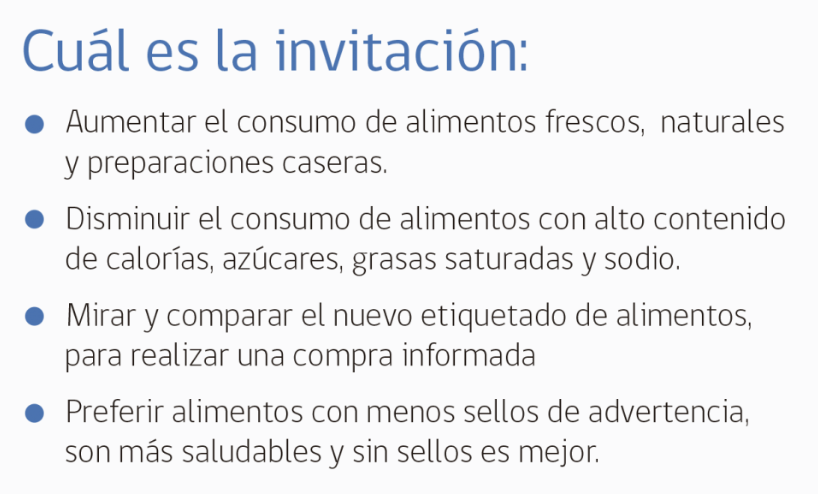 Cuál es la invitación:
● Aumentar el consumo de alimentos frescos, naturales
y preparaciones caseras.
● Disminuir el consumo de alimentos con alto contenido
de calorías, azúcares, grasas saturadas y sodio.
● Mirar y comparar el nuevo etiquetado de alimentos,
para realizar una compra informada
● Preferir alimentos con menos sellos de advertencia,
son más saludables y sin sellos es mejor.